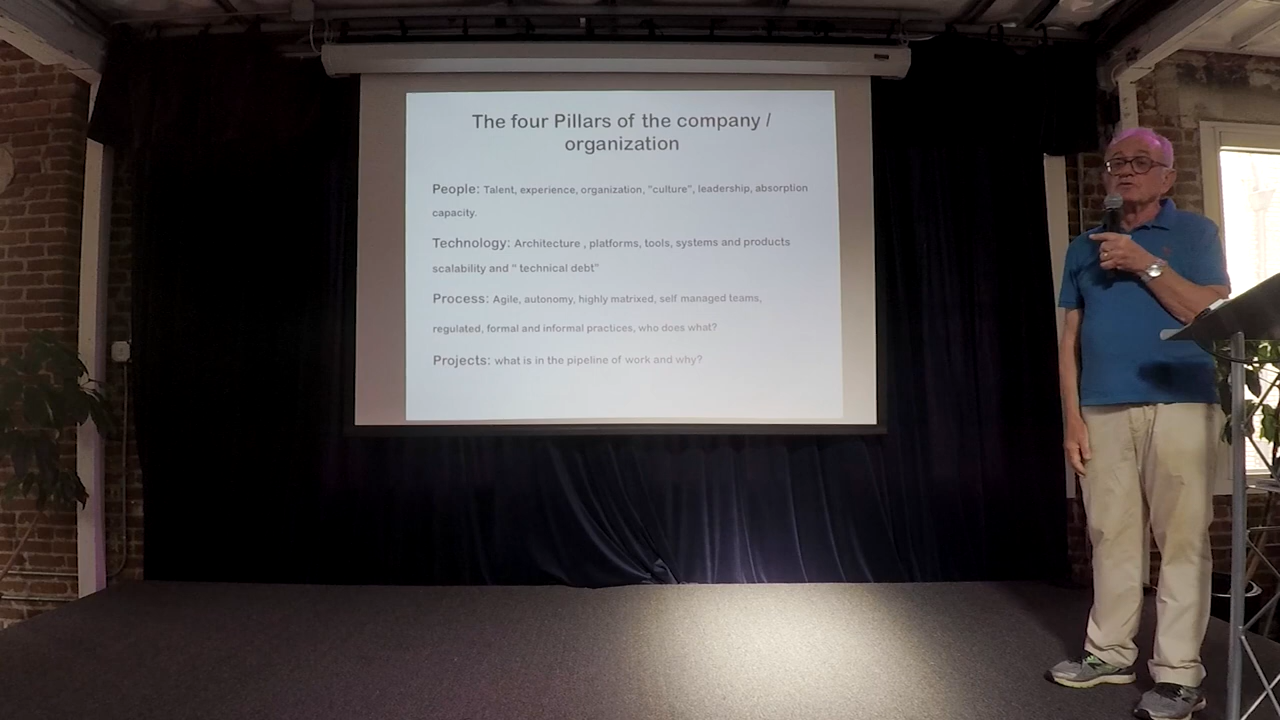 The four Pillars of the company /
organization
People: Talent, experience, organization, "culture", leadership, absorption
capacity.
Technology: Architecture , platforms, tools, systems and products
scalability and " technical debt"
Process: Agile, autonomy, highly matrixed, self managed teams,
regulated, formal and informal practices, who does what?
Projects: what is in the pipeline of work and why?